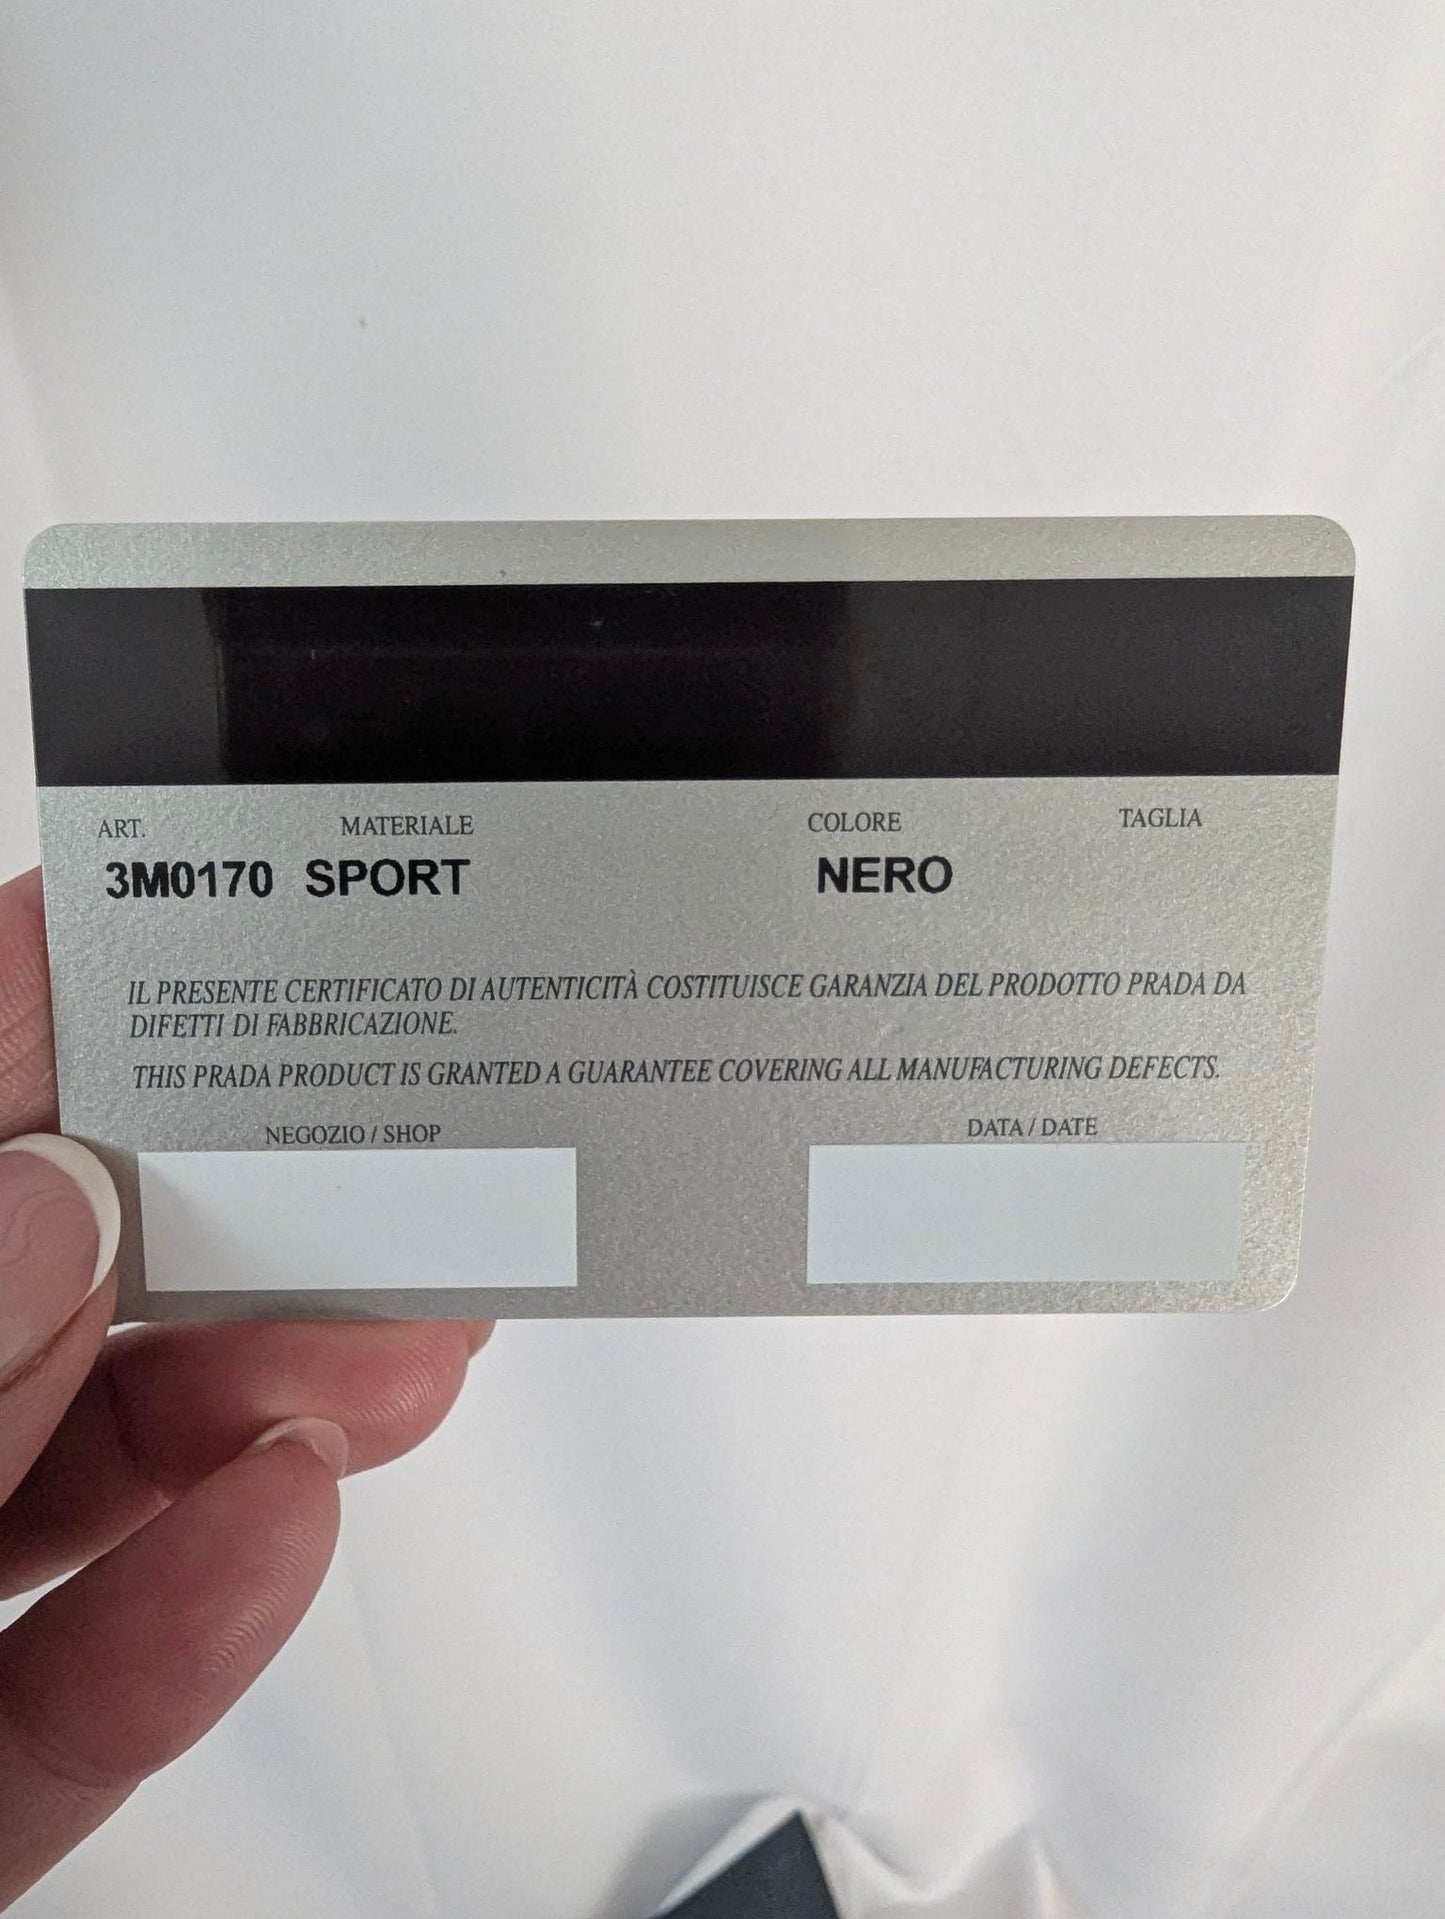 ART. MATERIALE COLORE TAGLIA
3M0170 SPORT NERO
IL PRESENTE CERTIFICATO DI AUTENTICITÀ COSTITUISCE GARANZIA DEL PRODOTTO PRADA DA
DIFETTI DI FABBRICAZIONE.
THIS PRADA PRODUCT IS GRANTED A GUARANTEE COVERING ALL MANUFACTURING DEFECTS.
NEGOZIO / SHOP DATA / DATE